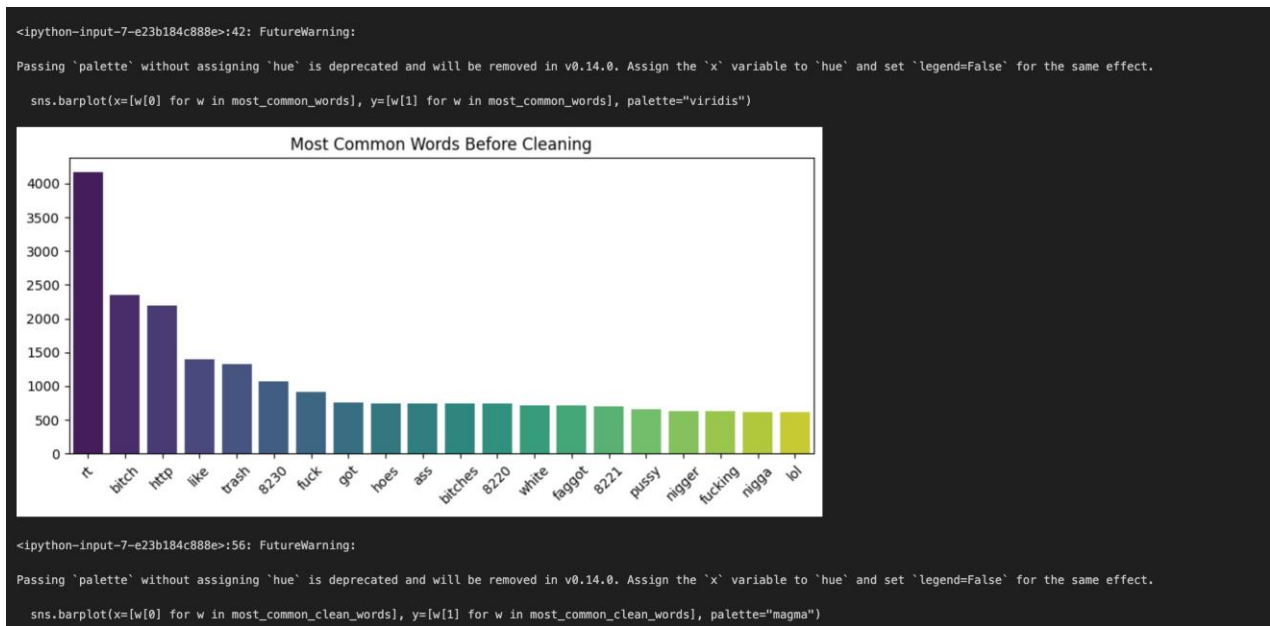 <ipython-input-7-e23b184c888e>:42: FutureWarning:
Passing `palette` without assigning `hue` is deprecated and will be removed in v0.14.0. Assign the `x` variable to `hue` and set `legend=False` for the same effect.
sns.barplot(x=[w[0] for w in most_common_words], y=[w[1] for w in most_common_words], palette="viridis")
Most Common Words Before Cleaning
4000
3500
3000
2500
2000
1500
1000
500
0
rt bitch http like trash 8230 fuck got hoes ass bitches 8220 white faggot 8221 pussy nigger fucking nigga lol
<ipython-input-7-e23b184c888e>:56: FutureWarning:
Passing `palette` without assigning `hue` is deprecated and will be removed in v0.14.0. Assign the `x` variable to `hue` and set `legend=False` for the same effect.
sns.barplot(x=[w[0] for w in most_common_clean_words], y=[w[1] for w in most_common_clean_words], palette="magma")